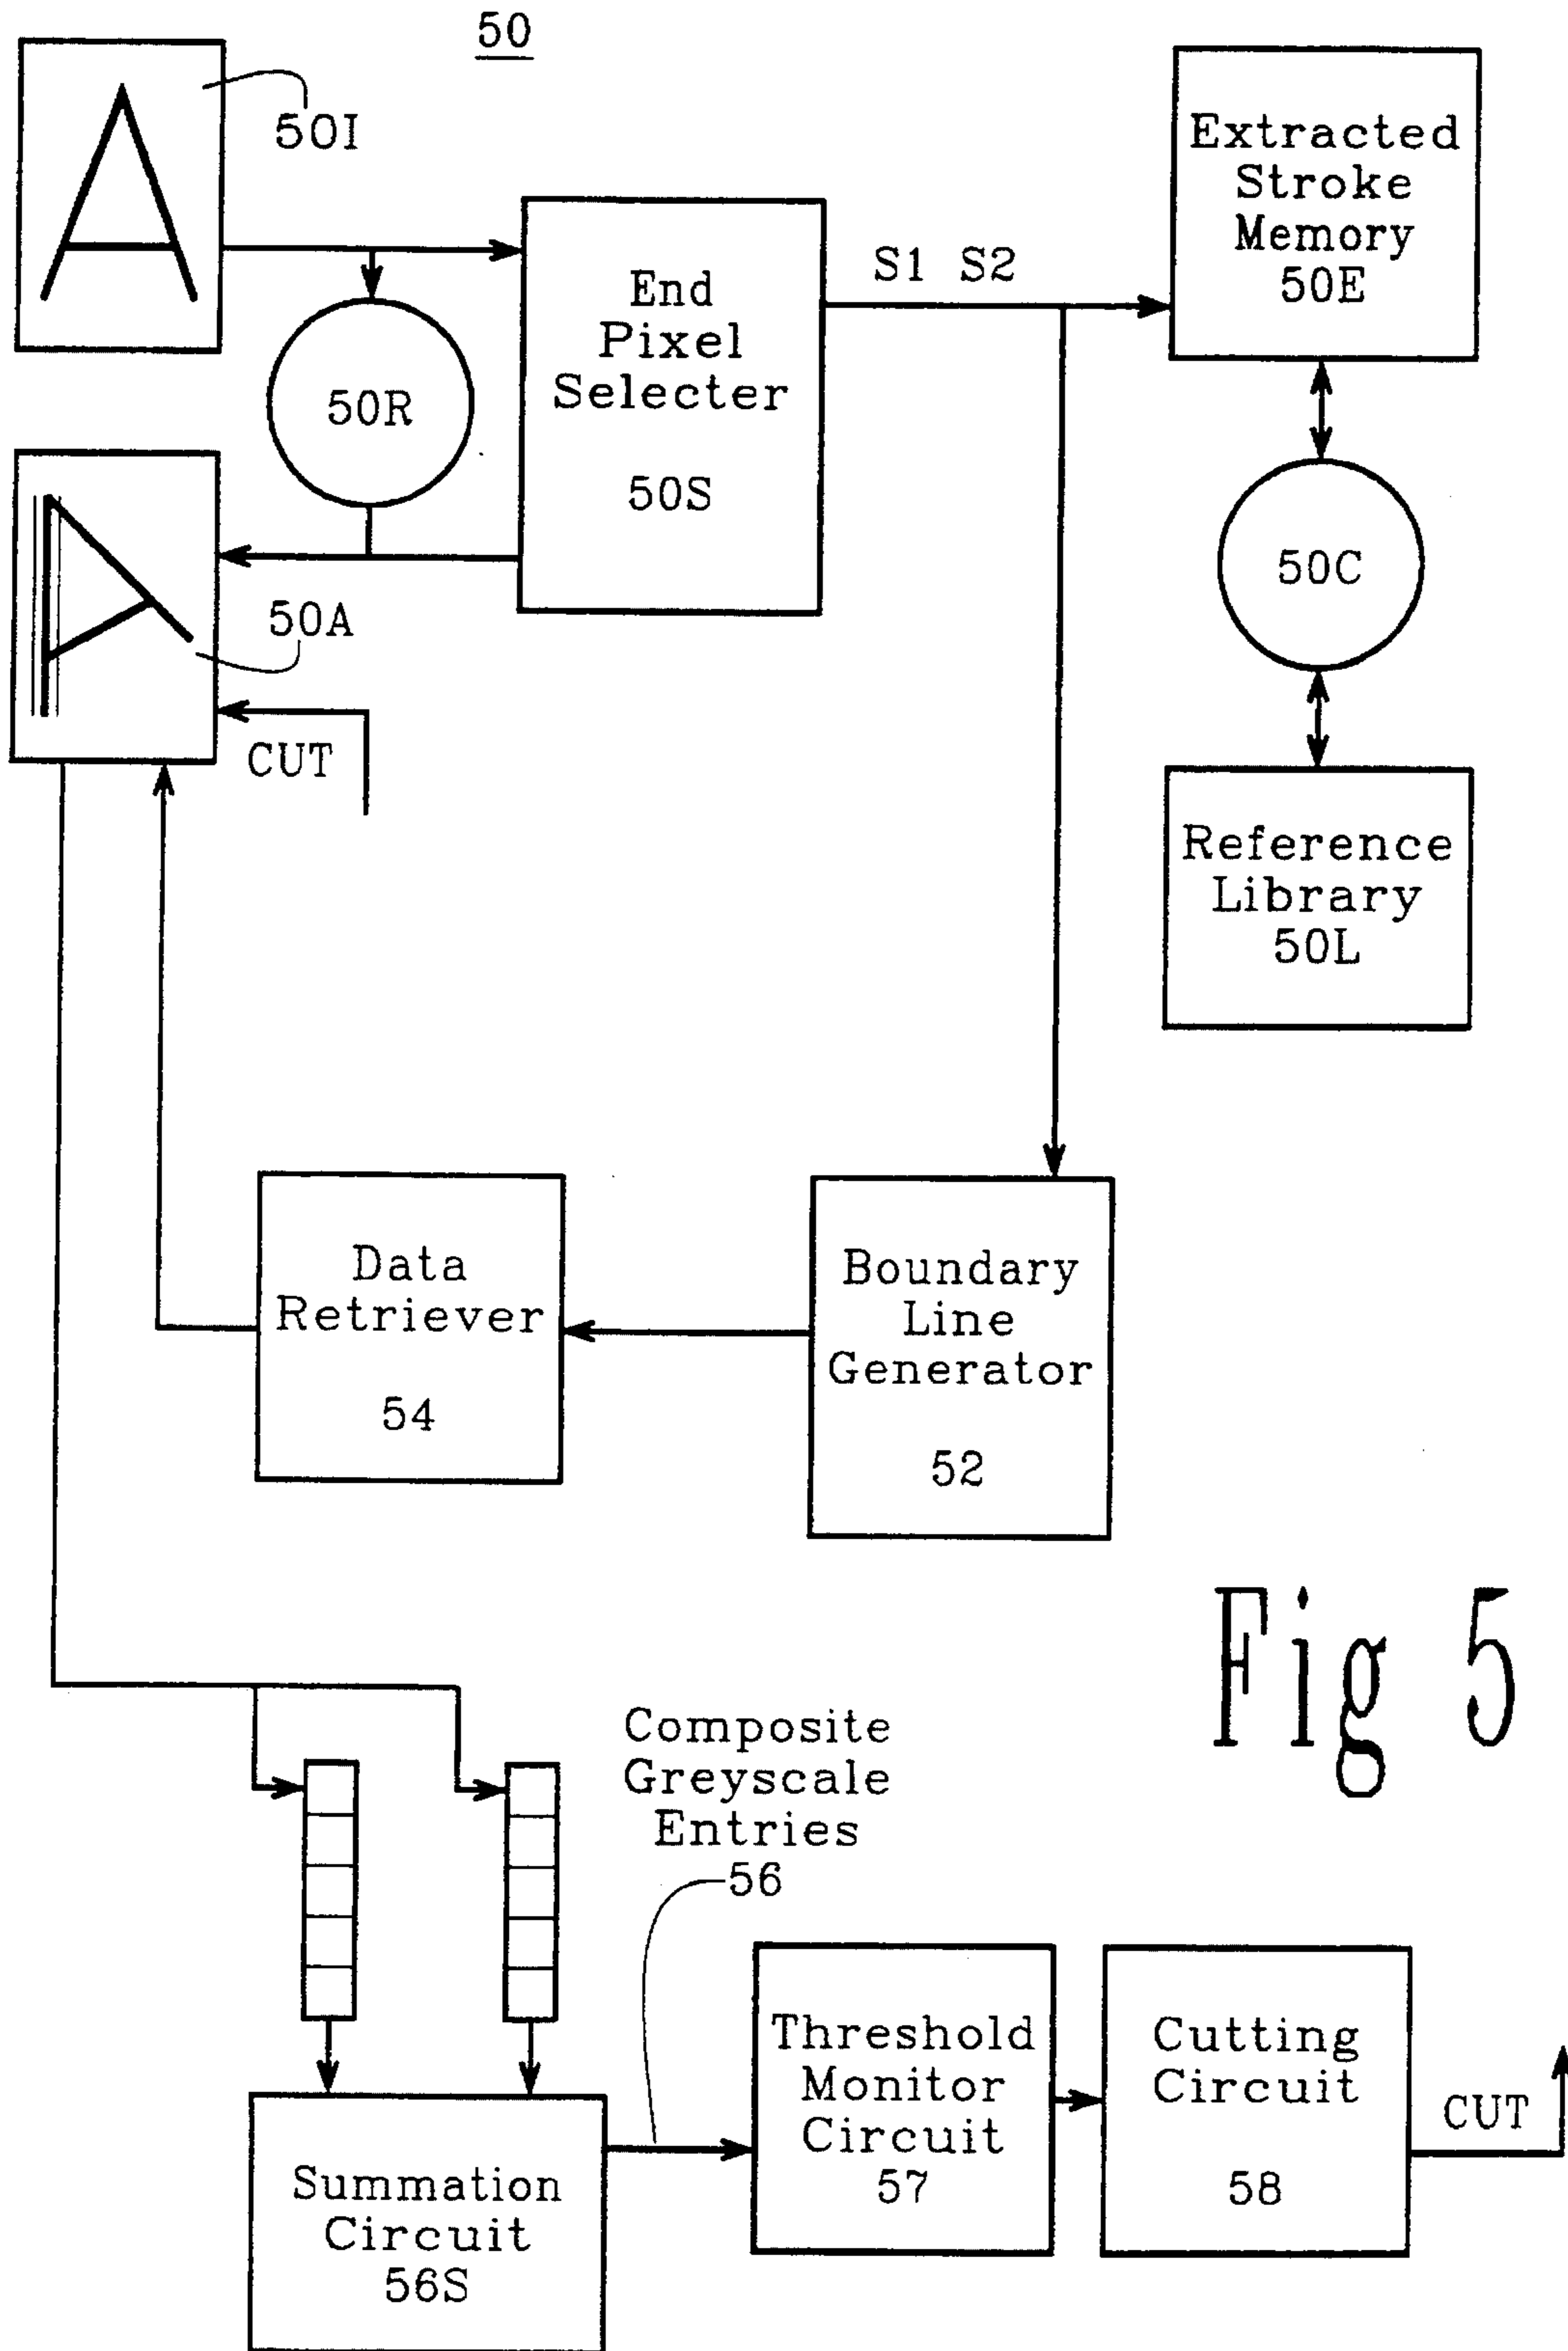 50
50I
50R
End
Pixel
Selecter
50S
S1 S2
Extracted
Stroke
Memory
50E
50C
50A
CUT
Reference
Library
50L
Data
Retriever
54
Boundary
Line
Generator
52
Fig 5
Composite
Greyscale
Entries
56
Summation
Circuit
56S
Threshold
Monitor
Circuit
57
Cutting
Circuit
58
CUT